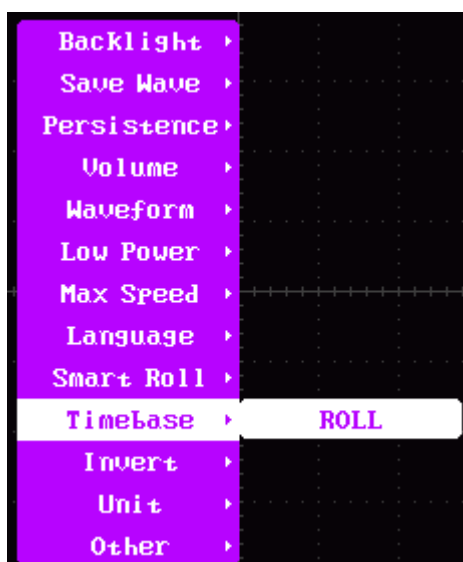 Backlight
Save Wave
Persistence
Volume
Waveform
Low Power
Max Speed
Language
Smart Roll
Timebase ROLL
Invert
Unit
Other